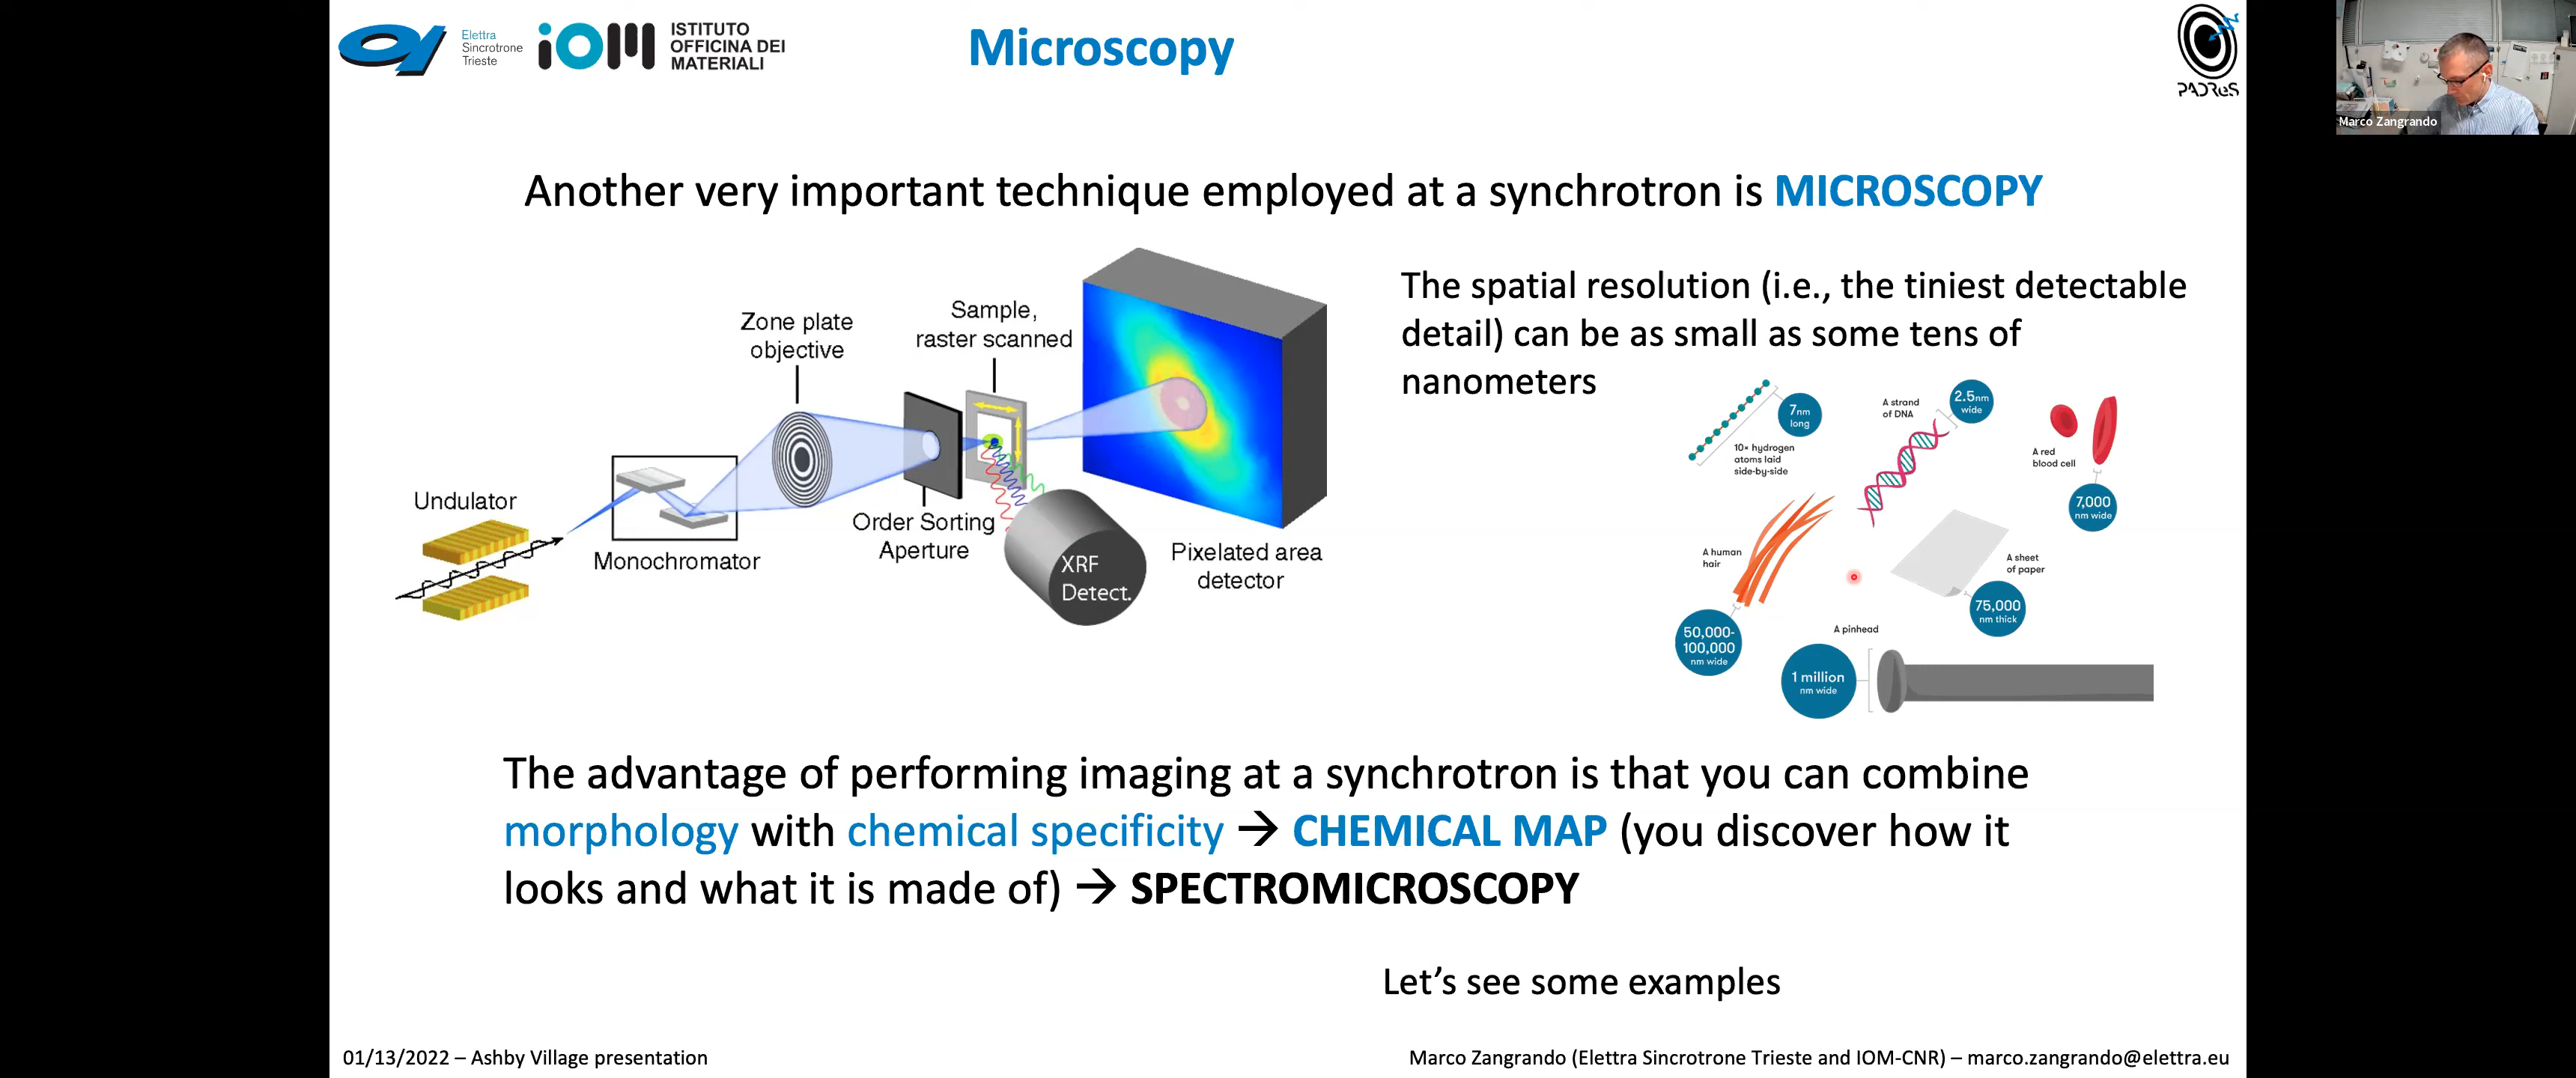 Elettra
Sincrotrone
Trieste
iOM
ISTITUTO
OFFICINA DEI
MATERIALI
Microscopy
PADReS
Marco Zangrando
Another very important technique employed at a synchrotron is MICROSCOPY
Undulator
Monochromator
Zone plate
objective
Order Sorting
Aperture
Sample,
raster scanned
XRF
Detect.
Pixelated area
detector
The spatial resolution (i.e., the tiniest detectable
detail) can be as small as some tens of
nanometers
7nm
long
10x hydrogen
atoms laid
side-by-side
A strand
of DNA
2.5nm
wide
A red
blood cell
7,000
nm wide
A human
hair
50,000-
100,000
nm wide
A sheet
of paper
75,000
nm thick
A pinhead
1 million
nm wide
The advantage of performing imaging at a synchrotron is that you can combine
morphology with chemical specificity → CHEMICAL MAP (you discover how it
looks and what it is made of) → SPECTROMICROSCOPY
Let's see some examples
01/13/2022 – Ashby Village presentation
Marco Zangrando (Elettra Sincrotrone Trieste and IOM-CNR) – marco.zangrando@elettra.eu